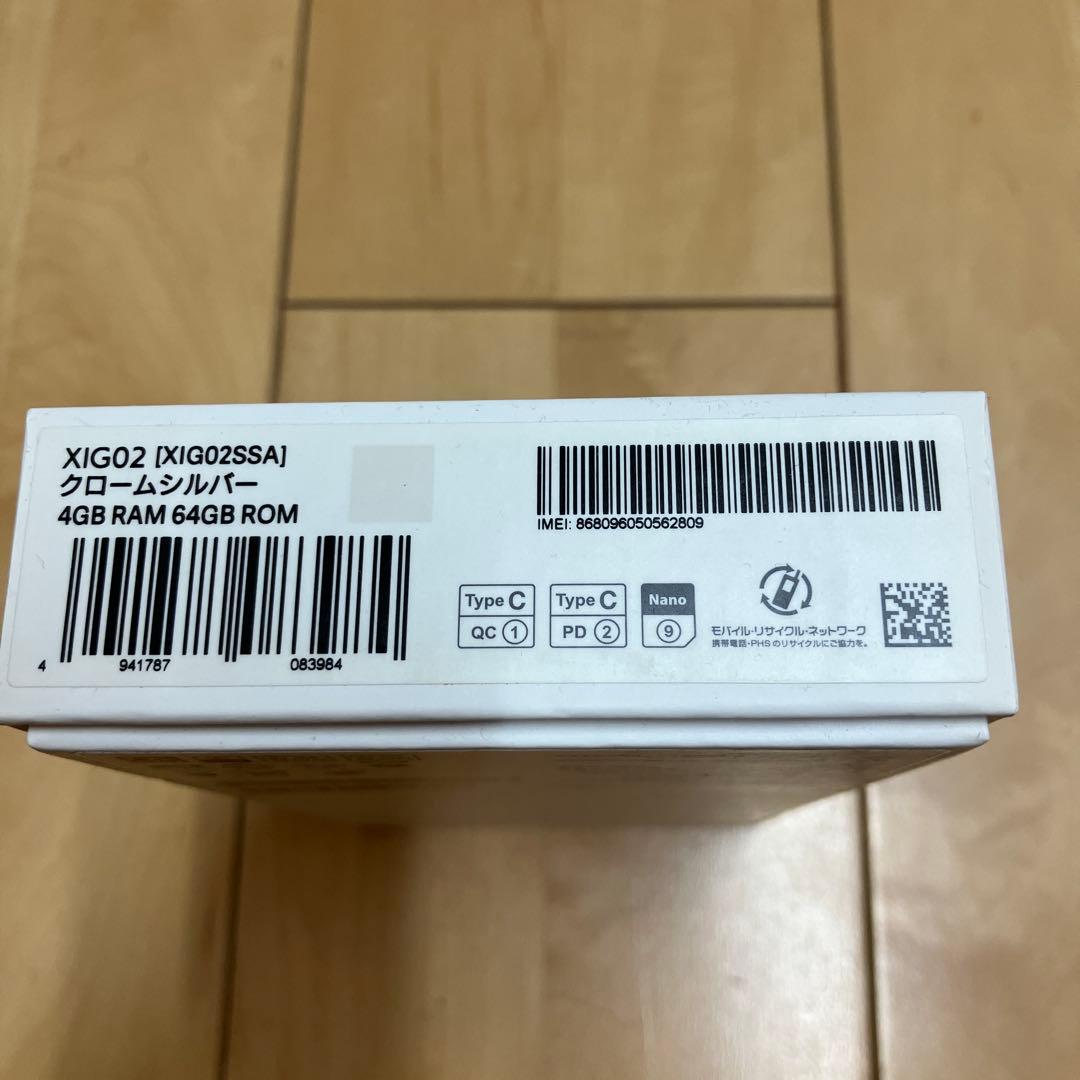 XIG02 [XIG02SSA]
クロームシルバー
4GB RAM 64GB ROM
4 941787 083984
IMEI: 868096050562809
Type C
QC 1
Type C
PD 2
Nano
9
モバイル・リサイクル・ネットワーク
携帯電話・PHSのリサイクルにご協力を。